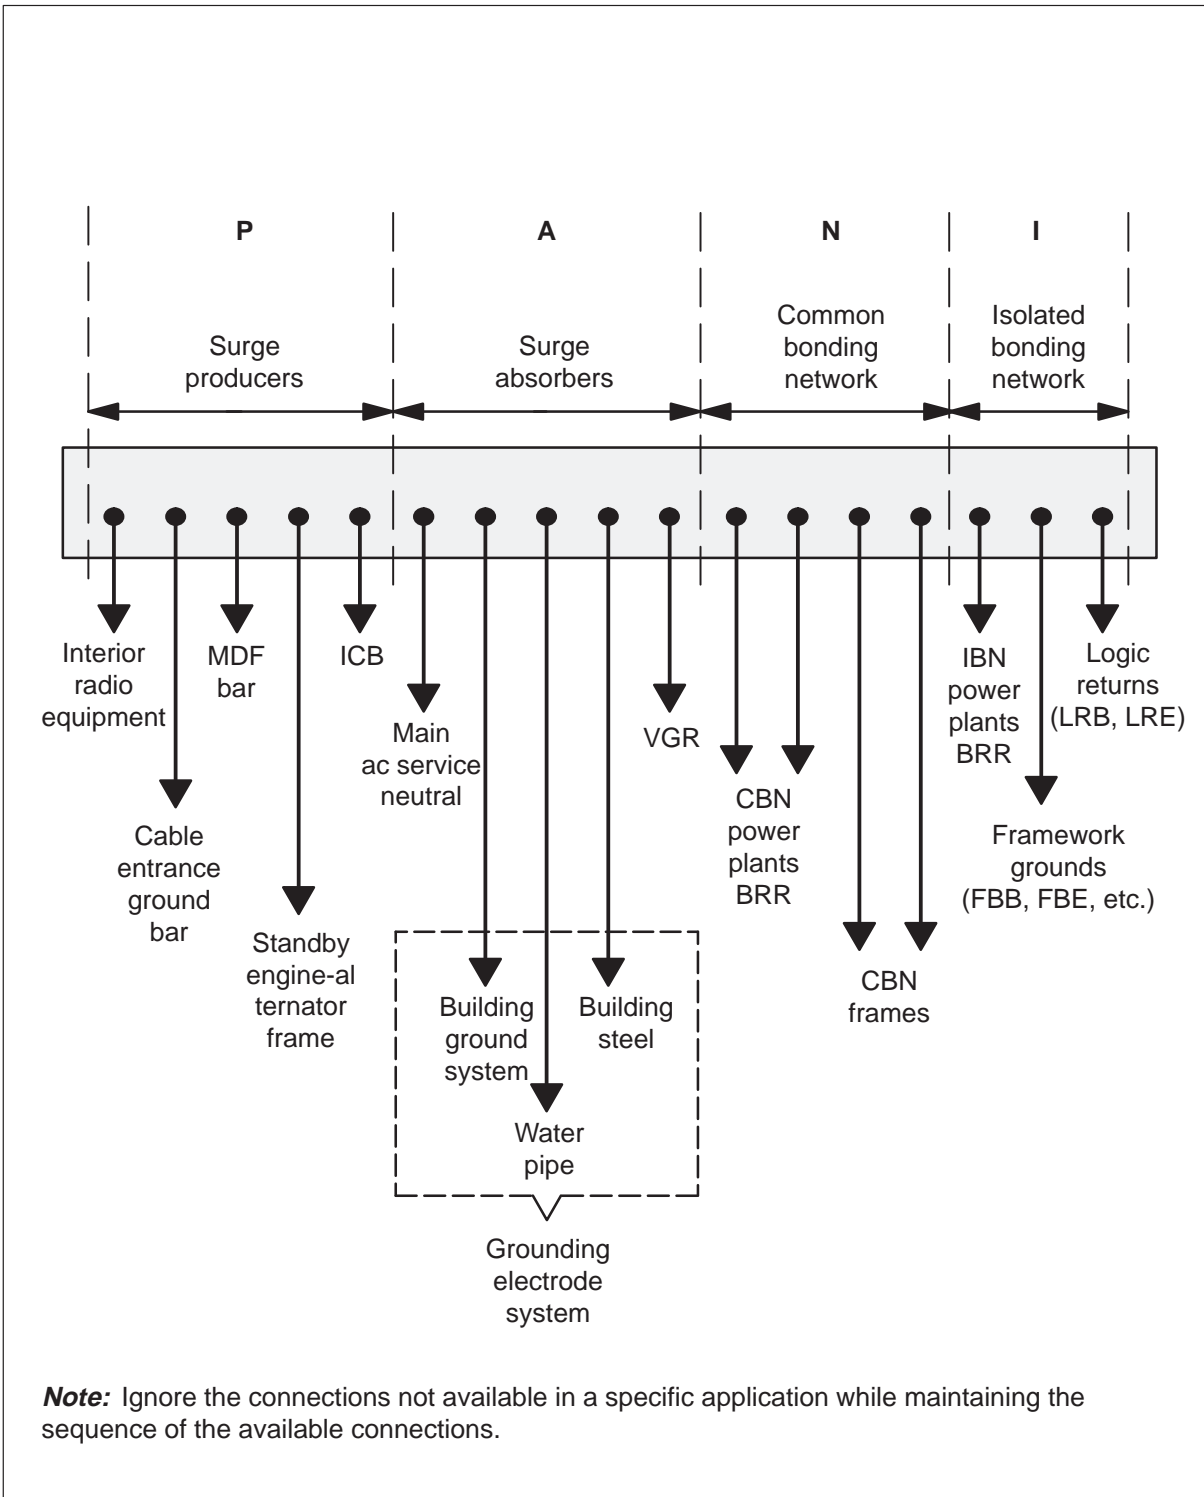 P
A
N
I
Surge
producers
Surge
absorbers
Common
bonding
network
Isolated
bonding
network
Interior
radio
equipment
Cable
entrance
ground
bar
MDF
bar
Standby
engine-al
ternator
frame
ICB
Main
ac service
neutral
Building
ground
system
Water
pipe
Building
steel
Grounding
electrode
system
VGR
CBN
power
plants
BRR
CBN
frames
IBN
power
plants
BRR
Framework
grounds
(FBB, FBE, etc.)
Logic
returns
(LRB, LRE)
Note: Ignore the connections not available in a specific application while maintaining the
sequence of the available connections.